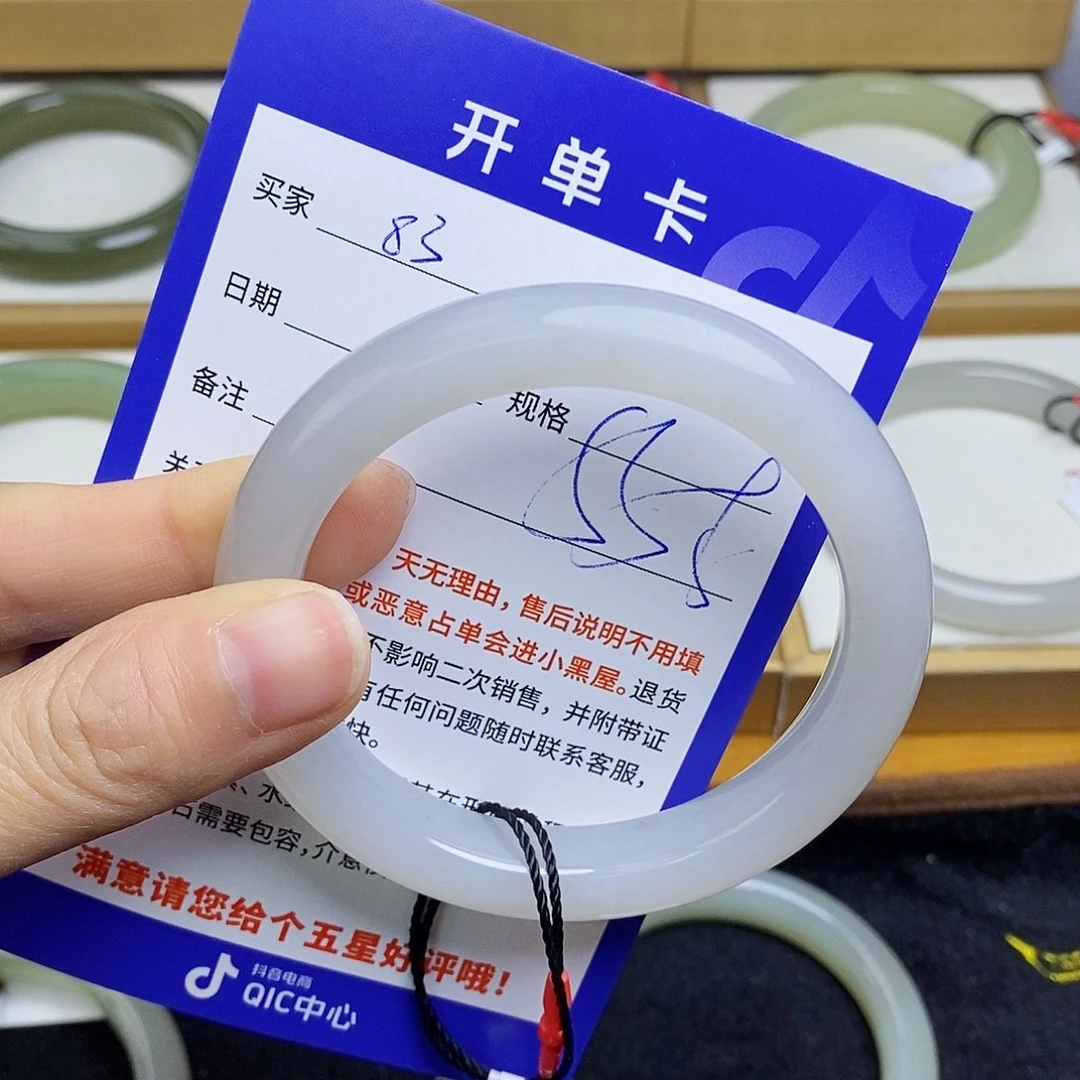 开单卡
买家 83
日期
备注
规格
关
天无理由，售后说明不用填
或恶意占单会进小黑屋。退货
不影响二次销售，并附带证
有任何问题随时联系客服，
快。
、水
石需要包容，介意
满意请您给个五星好评哦！
抖音电商
QIC中心